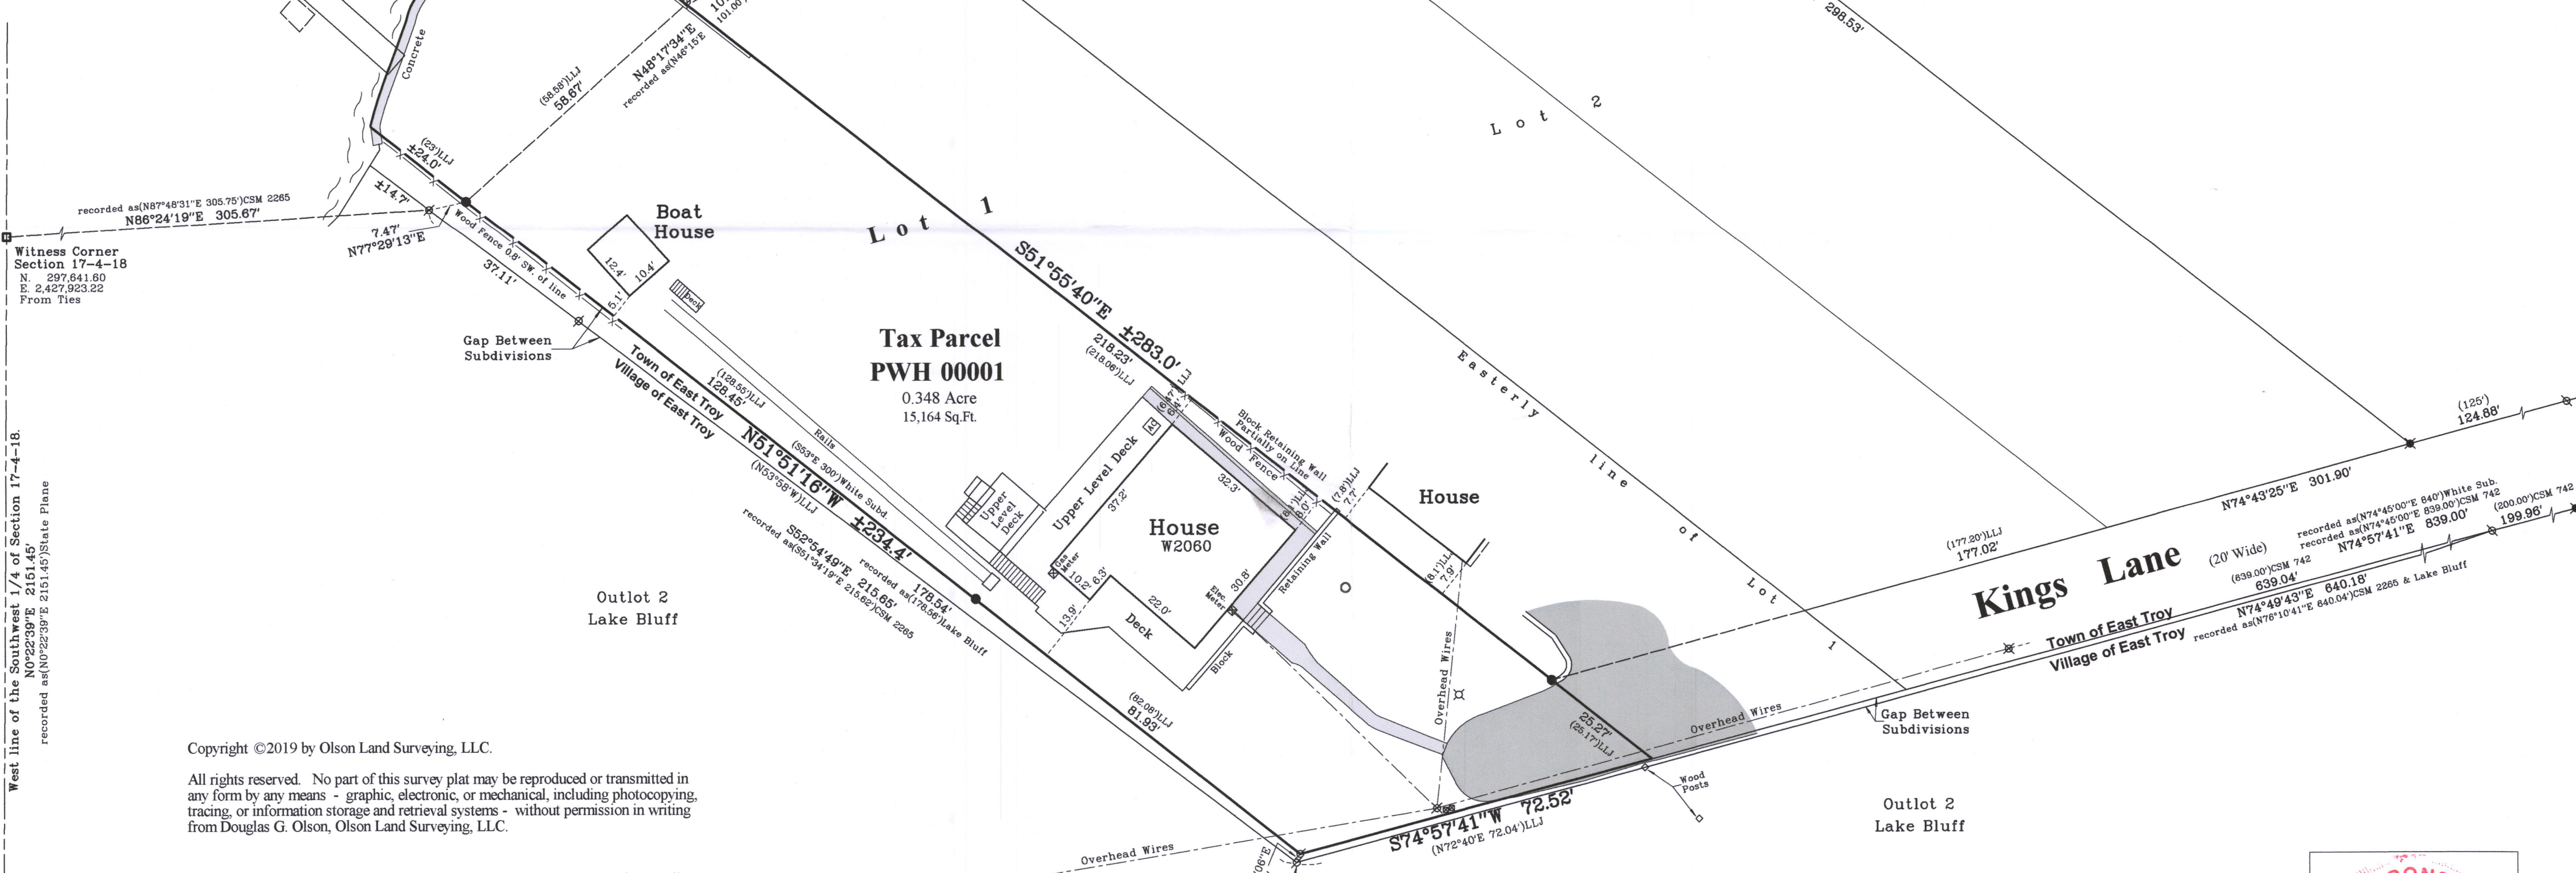 298.53'
101.00'
Concrete
N48°17'34"E
recorded as(N46°15'E
(58.58')LLJ
58.67'
Lot 2
(23')LLJ
±24.0'
±14.7'
recorded as(N87°48'31"E 305.75')CSM 2265
N86°24'19"E 305.67'
7.47'
N77°29'13"E
Witness Corner
Section 17-4-18
N. 297,641.60
E. 2,427,923.22
From Ties
Wood Fence 0.8' SW. of line
37.11'
Boat
House
12.4'
10.4'
5.1'
Deck
Lot 1
S51°55'40"E ±283.0'
218.23'
(218.06')LLJ
Gap Between
Subdivisions
Tax Parcel
PWH 00001
0.348 Acre
15,164 Sq.Ft.
Town of East Troy
Village of East Troy
(128.55')LLJ
128.45'
Rails
(S53°E 300')White Subd.
N51°51'16"W ±234.4'
(N53°58'W)LLJ
recorded as(178.56')Lake Bluff
178.54'
S52°54'49"E 215.65'
recorded as(S51°34'19"E 215.62')CSM 2265
Upper
Level
Deck
Upper Level Deck
AC
37.2'
32.3'
House
W2060
Gas
Meter
10.2'
6.3'
22.0'
13.9'
Deck
Block
30.8'
Elec.
Meter
Retaining Wall
Wood Fence
Block Retaining Wall
Partially on Line
(7.8')LLJ
7.7'
House
(8.1')LLJ
7.9'
Overhead Wires
Easterly line of Lot 1
(82.08')LLJ
81.93'
25.27'
(25.17')LLJ
S74°57'41"W 72.52'
(N72°40'E 72.04')LLJ
Overhead Wires
Overhead Wires
Wood
Posts
Gap Between
Subdivisions
(125')
124.88'
N74°43'25"E 301.90'
(177.20')LLJ
177.02'
Kings Lane (20' Wide)
recorded as(N74°45'00"E 840')White Sub.
recorded as(N74°45'00"E 839.00')CSM 742
N74°57'41"E 839.00'
(200.00')CSM 742
199.96'
(639.00')CSM 742
639.04'
N74°49'43"E 640.18'
recorded as(N76°10'41"E 640.04')CSM 2265 & Lake Bluff
Town of East Troy
Village of East Troy
Outlot 2
Lake Bluff
Outlot 2
Lake Bluff
West line of the Southwest 1/4 of Section 17-4-18.
N0°22'39"E 2151.45'
recorded as(N0°22'39"E 2151.45')State Plane
Copyright ©2019 by Olson Land Surveying, LLC.
All rights reserved. No part of this survey plat may be reproduced or transmitted in
any form by any means - graphic, electronic, or mechanical, including photocopying,
tracing, or information storage and retrieval systems - without permission in writing
from Douglas G. Olson, Olson Land Surveying, LLC.